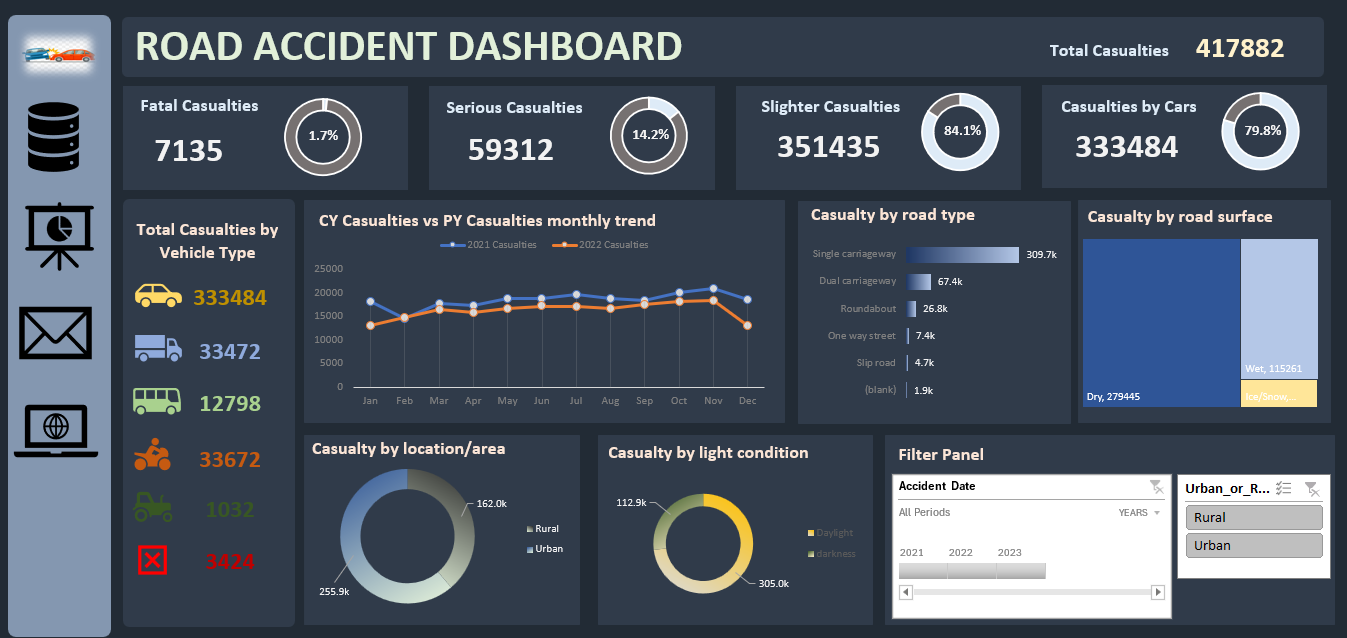 ROAD ACCIDENT DASHBOARD
Total Casualties 417882
Fatal Casualties
7135
1.7%
Serious Casualties
59312
14.2%
Slighter Casualties
351435
84.1%
Casualties by Cars
333484
79.8%
Total Casualties by
Vehicle Type
333484
33472
12798
33672
1032
3424
CY Casualties vs PY Casualties monthly trend
2021 Casualties 2022 Casualties
25000
20000
15000
10000
5000
0
Jan Feb Mar Apr May Jun Jul Aug Sep Oct Nov Dec
Casualty by road type
Single carriageway 309.7k
Dual carriageway 67.4k
Roundabout 26.8k
One way street 7.4k
Slip road 4.7k
(blank) 1.9k
Casualty by road surface
Dry, 279445
Wet, 115261
Ice/Snow,...
Casualty by location/area
162.0k
255.9k
Rural
Urban
Casualty by light condition
112.9k
305.0k
Daylight
darkness
Filter Panel
Accident Date
All Periods YEARS
2021 2022 2023
Urban_or_R...
Rural
Urban